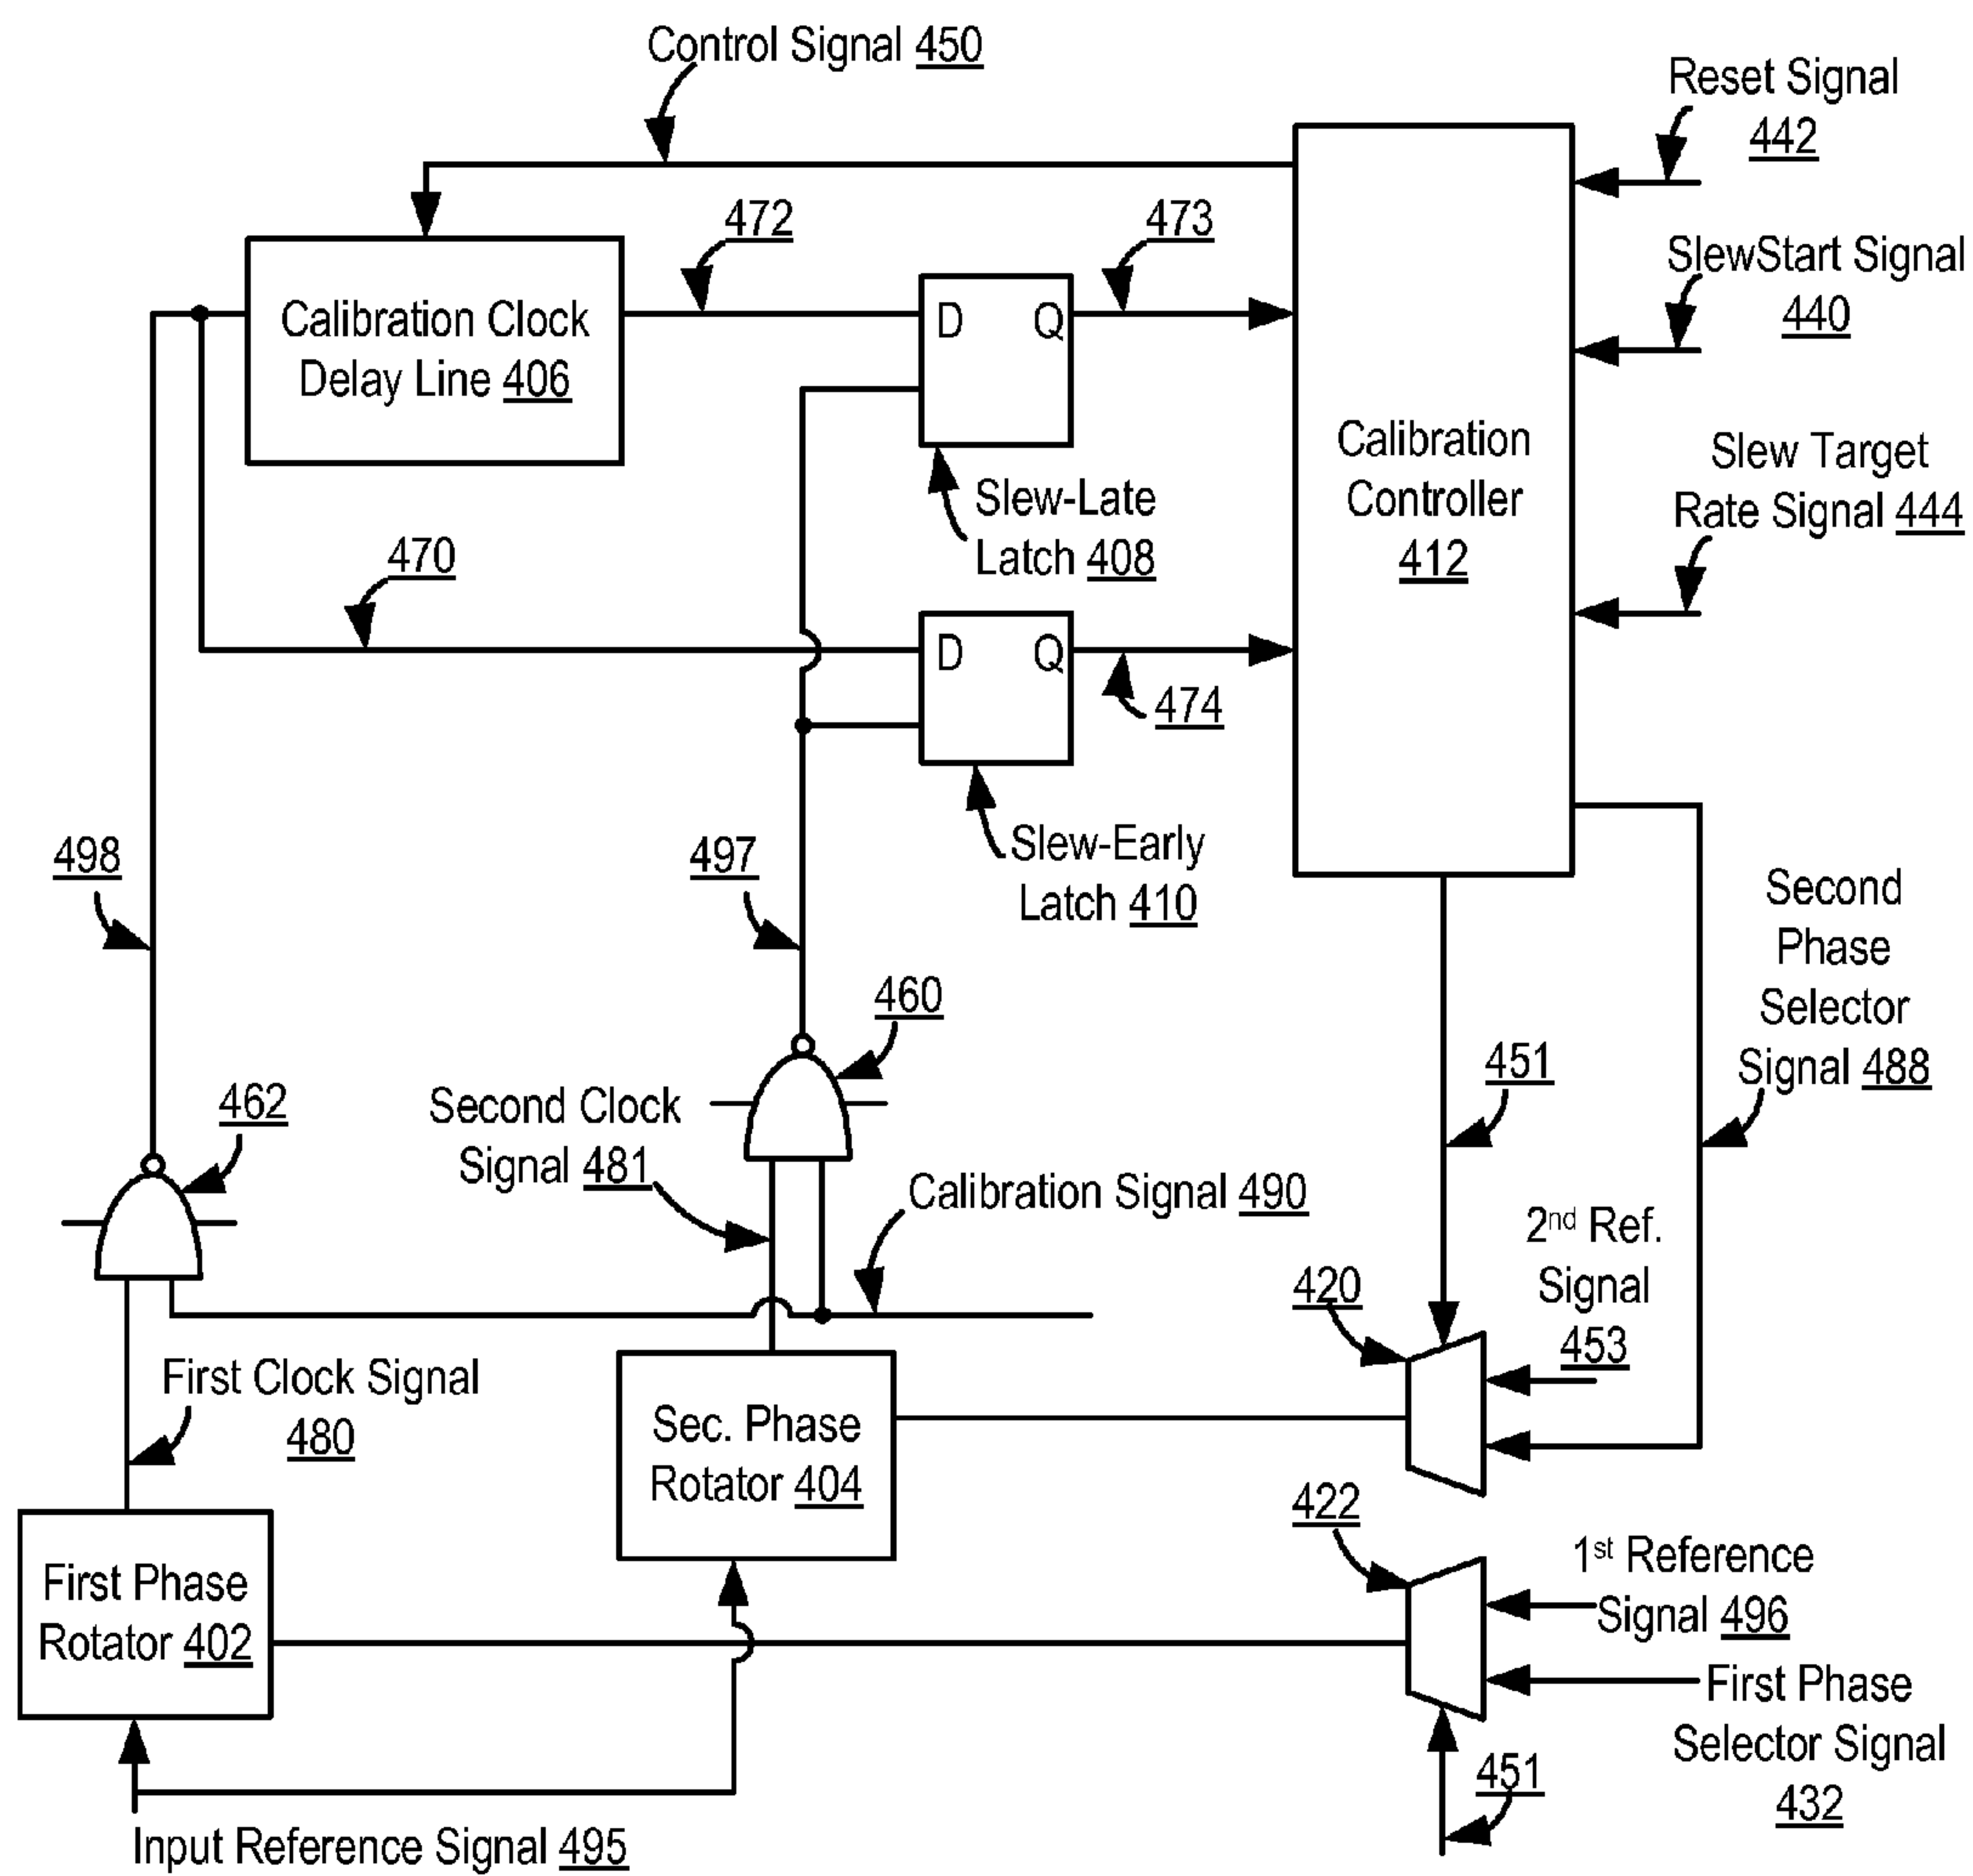 Control Signal 450
Reset Signal
442
472
473
SlewStart Signal
440
Calibration Clock
Delay Line 406
D Q
Slew-Late
Latch 408
Calibration
Controller
412
Slew Target
Rate Signal 444
470
D Q
474
Slew-Early
Latch 410
498
497
Second
Phase
Selector
Signal 488
460
451
462
Second Clock
Signal 481
Calibration Signal 490
2nd Ref.
Signal
453
420
First Clock Signal
480
Sec. Phase
Rotator 404
422
1st Reference
Signal 496
First Phase
Rotator 402
First Phase
Selector Signal
432
451
Input Reference Signal 495